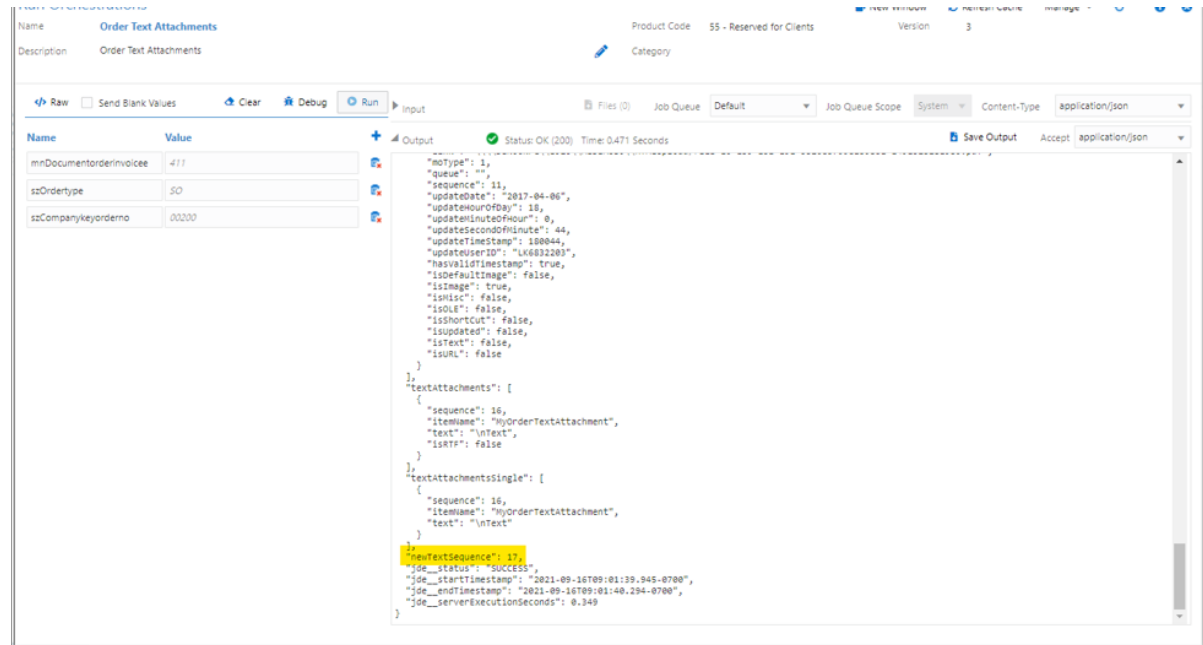 Run Orchestrations
New Window Refresh Cache Manage
Name Order Text Attachments Product Code 55 - Reserved for Clients Version 3
Description Order Text Attachments Category
</> Raw Send Blank Values Clear Debug Run Input Files (0) Job Queue Default Job Queue Scope System Content-Type application/json
Name Value + Output Status: OK (200) Time: 0.471 Seconds Save Output Accept application/json
mnDocumentorderinvoicee 411
szOrdertype SO
szCompanykeyorderno 00200
"moType": 1,
"queue": "",
"sequence": 11,
"updateDate": "2017-04-06",
"updateHourOfDay": 18,
"updateMinuteOfHour": 0,
"updateSecondOfMinute": 44,
"updateTimeStamp": 180044,
"updateUserID": "LK6832203",
"hasValidTimestamp": true,
"isDefaultImage": false,
"isImage": true,
"isMisc": false,
"isOLE": false,
"isShortCut": false,
"isUpdated": false,
"isText": false,
"isURL": false
}
],
"textAttachments": [
{
"sequence": 16,
"itemName": "MyOrderTextAttachment",
"text": "\nText",
"isRTF": false
}
],
"textAttachmentsSingle": [
{
"sequence": 16,
"itemName": "MyOrderTextAttachment",
"text": "\nText"
}
],
"newTextSequence": 17,
"jde__status": "SUCCESS",
"jde__startTimestamp": "2021-09-16T09:01:39.945-0700",
"jde__endTimestamp": "2021-09-16T09:01:40.294-0700",
"jde__serverExecutionSeconds": 0.349
}